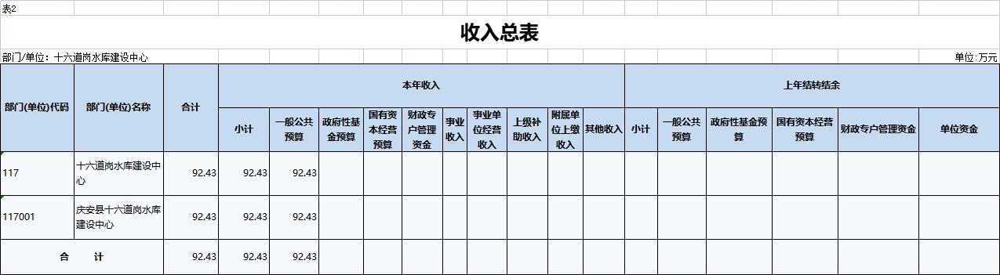 表2
收入总表
部门/单位：十六道岗水库建设中心 单位:万元
部门(单位)代码 部门(单位)名称 合计 本年收入 上年结转结余
小计 一般公共预算 政府性基金预算 国有资本经营预算 财政专户管理资金 事业收入 事业单位经营收入 上级补助收入 附属单位上缴收入 其他收入 小计 一般公共预算 政府性基金预算 国有资本经营预算 财政专户管理资金 单位资金
117 十六道岗水库建设中心 92.43 92.43 92.43
117001 庆安县十六道岗水库建设中心 92.43 92.43 92.43
合 计 92.43 92.43 92.43